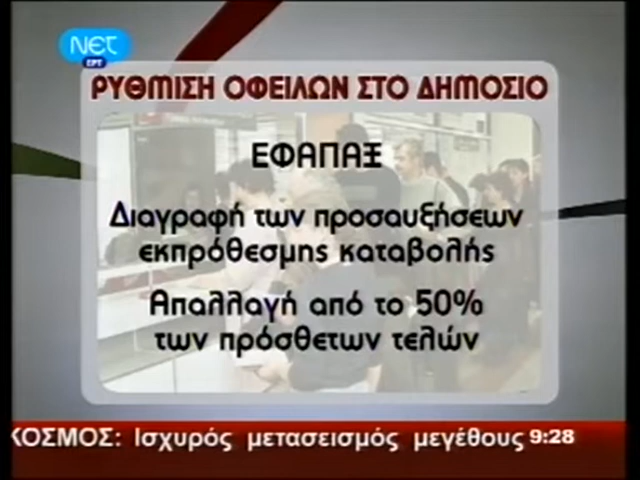 NET
ΕΡΤ
ΡΥΘΜΙΣΗ ΟΦΕΙΛΩΝ ΣΤΟ ΔΗΜΟΣΙΟ
ΕΦΑΠΑΞ
Διαγραφή των προσαυξήσεων
εκπρόθεσμης καταβολής
Απαλλαγή από το 50%
των πρόσθετων τελών
ΚΟΣΜΟΣ: Ισχυρός μετασεισμός μεγέθους 9:28